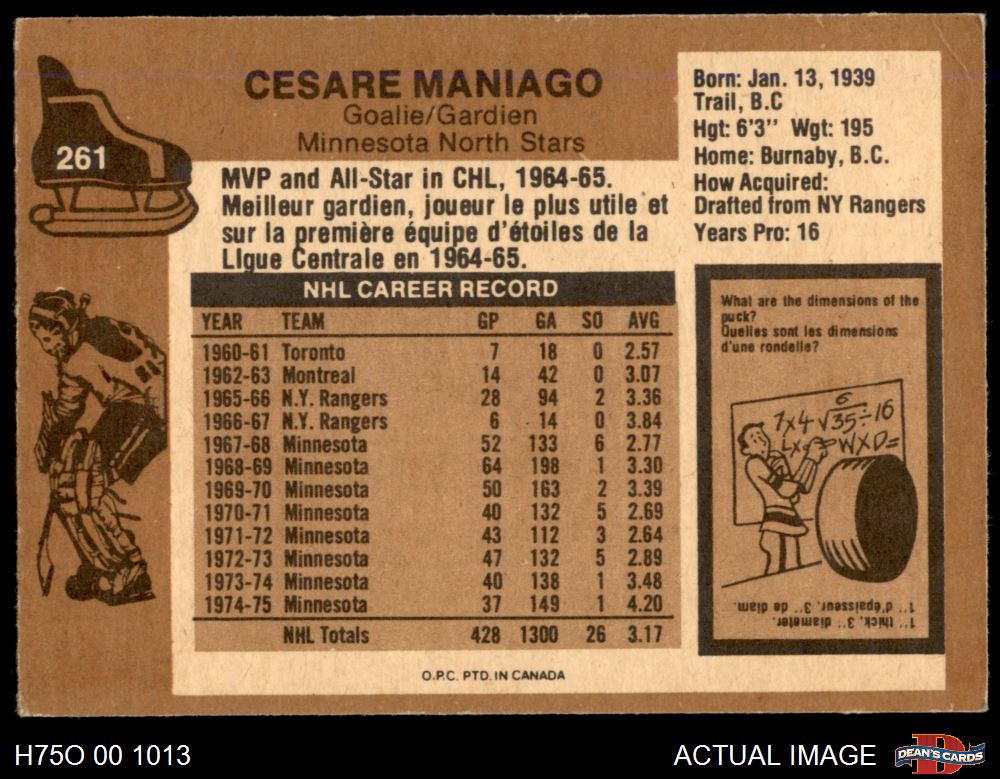 261
CESARE MANIAGO
Goalie/Gardien
Minnesota North Stars
MVP and All-Star in CHL, 1964-65.
Meilleur gardien, joueur le plus utile et
sur la première équipe d'étoiles de la
LIgue Centrale en 1964-65.
Born: Jan. 13, 1939
Trail, B.C
Hgt: 6'3" Wgt: 195
Home: Burnaby, B.C.
How Acquired:
Drafted from NY Rangers
Years Pro: 16
NHL CAREER RECORD
YEAR TEAM GP GA SO AVG
1960-61 Toronto 7 18 0 2.57
1962-63 Montreal 14 42 0 3.07
1965-66 N.Y. Rangers 28 94 2 3.36
1966-67 N.Y. Rangers 6 14 0 3.84
1967-68 Minnesota 52 133 6 2.77
1968-69 Minnesota 64 198 1 3.30
1969-70 Minnesota 50 163 2 3.39
1970-71 Minnesota 40 132 5 2.69
1971-72 Minnesota 43 112 3 2.64
1972-73 Minnesota 47 132 5 2.89
1973-74 Minnesota 40 138 1 3.48
1974-75 Minnesota 37 149 1 4.20
NHL Totals 428 1300 26 3.17
O.P.C. PTD. IN CANADA
What are the dimensions of the
puck?
Quelles sont les dimensions
d'une rondelle?
6
7x4 √35÷16
Lx WXD=
1" thick, 3" diameter.
1" d'épaisseur, 3" de diam.
H75O 00 1013
ACTUAL IMAGE
D
DEAN'S CARDS